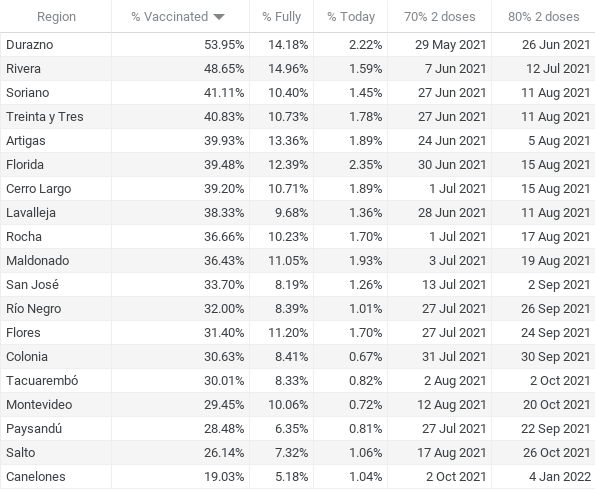 Region % Vaccinated % Fully % Today 70% 2 doses 80% 2 doses
Durazno 53.95% 14.18% 2.22% 29 May 2021 26 Jun 2021
Rivera 48.65% 14.96% 1.59% 7 Jun 2021 12 Jul 2021
Soriano 41.11% 10.40% 1.45% 27 Jun 2021 11 Aug 2021
Treinta y Tres 40.83% 10.73% 1.78% 27 Jun 2021 11 Aug 2021
Artigas 39.93% 13.36% 1.89% 24 Jun 2021 5 Aug 2021
Florida 39.48% 12.39% 2.35% 30 Jun 2021 15 Aug 2021
Cerro Largo 39.20% 10.71% 1.89% 1 Jul 2021 15 Aug 2021
Lavalleja 38.33% 9.68% 1.36% 28 Jun 2021 11 Aug 2021
Rocha 36.66% 10.23% 1.70% 1 Jul 2021 17 Aug 2021
Maldonado 36.43% 11.05% 1.93% 3 Jul 2021 19 Aug 2021
San José 33.70% 8.19% 1.26% 13 Jul 2021 2 Sep 2021
Río Negro 32.00% 8.39% 1.01% 27 Jul 2021 26 Sep 2021
Flores 31.40% 11.20% 1.70% 27 Jul 2021 24 Sep 2021
Colonia 30.63% 8.41% 0.67% 31 Jul 2021 30 Sep 2021
Tacuarembó 30.01% 8.33% 0.82% 2 Aug 2021 2 Oct 2021
Montevideo 29.45% 10.06% 0.72% 12 Aug 2021 20 Oct 2021
Paysandú 28.48% 6.35% 0.81% 27 Jul 2021 22 Sep 2021
Salto 26.14% 7.32% 1.06% 17 Aug 2021 26 Oct 2021
Canelones 19.03% 5.18% 1.04% 2 Oct 2021 4 Jan 2022